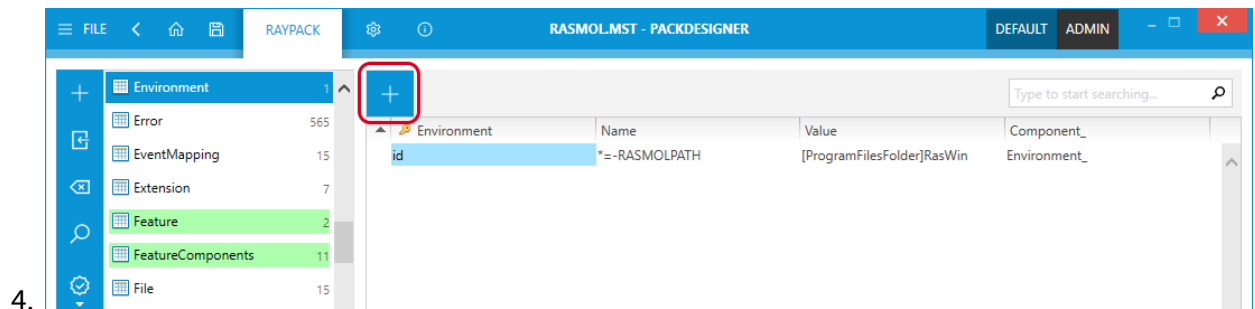 FILE RAYPACK RASMOL.MST - PACKDESIGNER DEFAULT ADMIN
Environment 1
Type to start searching...
Error 565
Environment Name Value Component_
EventMapping 15
id *=-RASMOLPATH [ProgramFilesFolder]RasWin Environment_
Extension 7
Feature 2
FeatureComponents 11
4. File 15